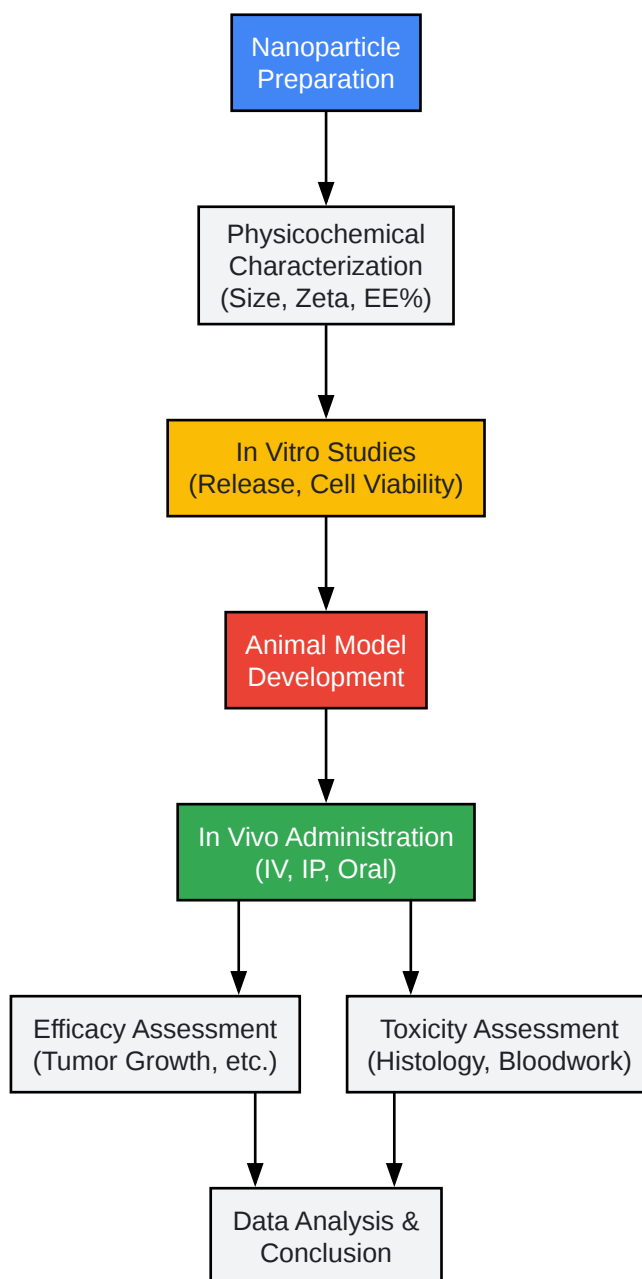 Nanoparticle
Preparation
Physicochemical
Characterization
(Size, Zeta, EE%)
In Vitro Studies
(Release, Cell Viability)
Animal Model
Development
In Vivo Administration
(IV, IP, Oral)
Efficacy Assessment
(Tumor Growth, etc.)
Toxicity Assessment
(Histology, Bloodwork)
Data Analysis &
Conclusion